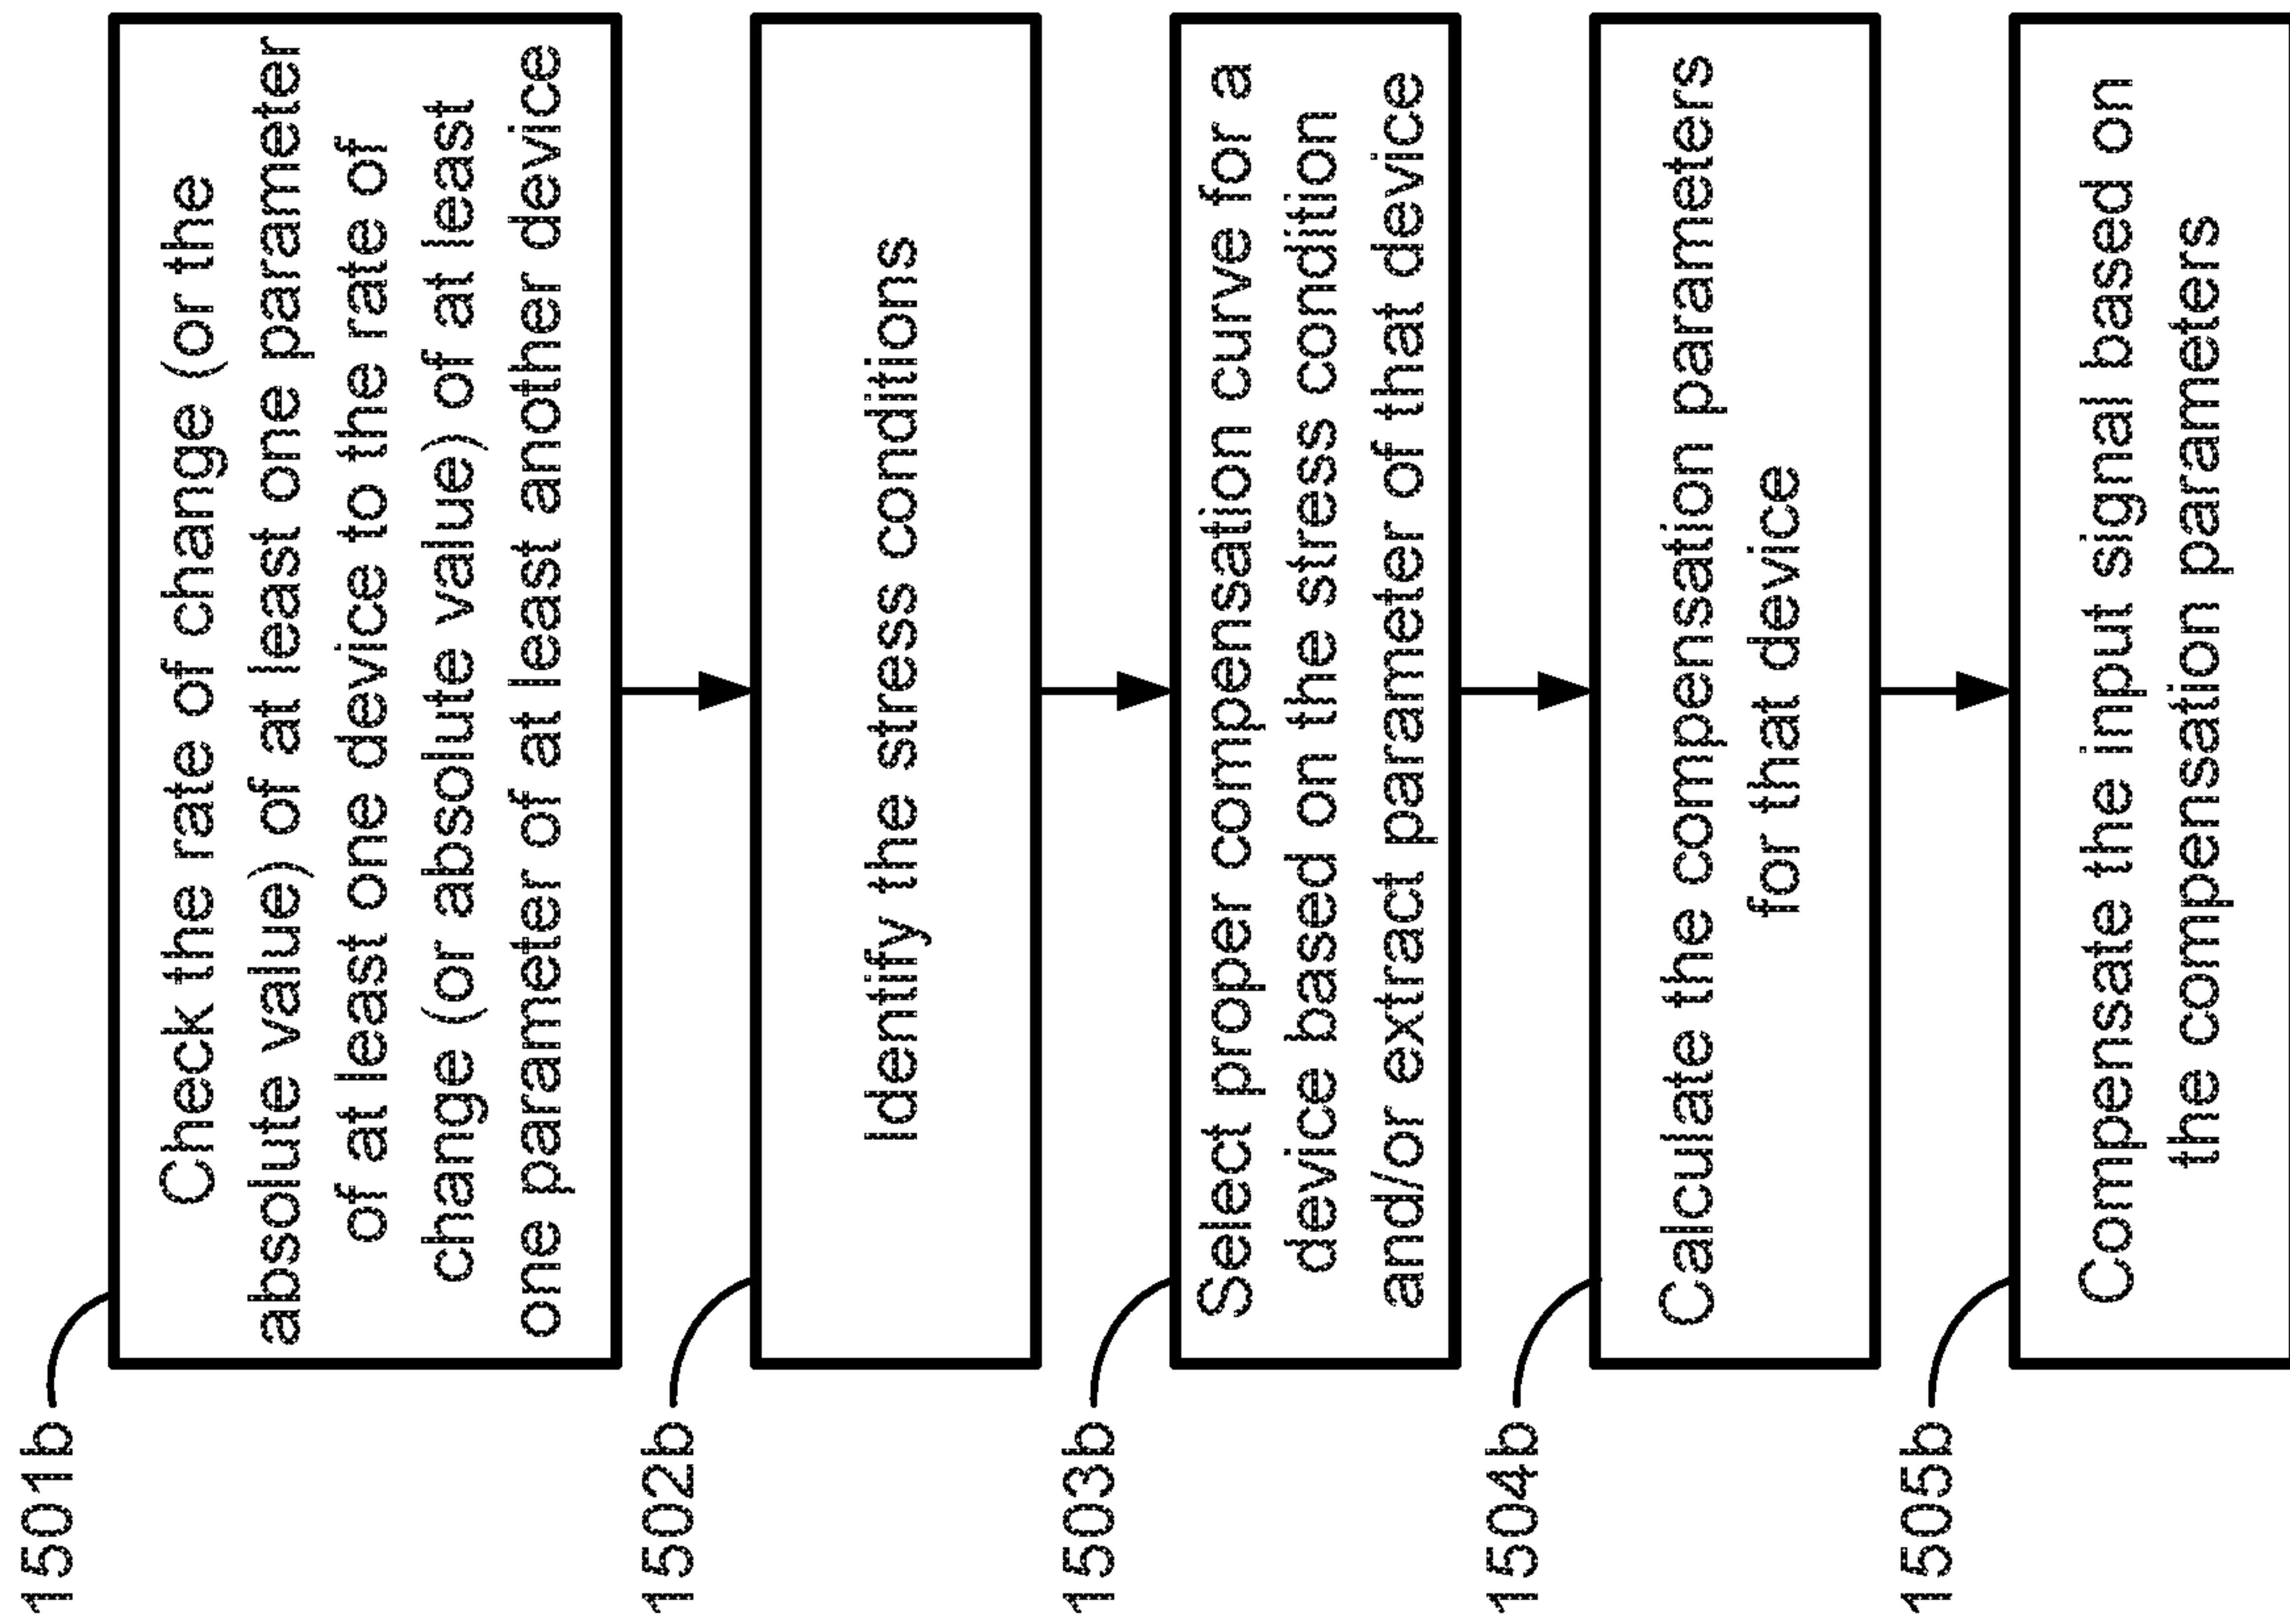 1501b
Check the rate of change (or the
absolute value) of at least one parameter
of at least one device to the rate of
change (or absolute value) of at least
one parameter of at least another device
1502b
Identify the stress conditions
1503b
Select proper compensation curve for a
device based on the stress condition
and/or extract parameter of that device
1504b
Calculate the compensation parameters
for that device
1505b
Compensate the input signal based on
the compensation parameters